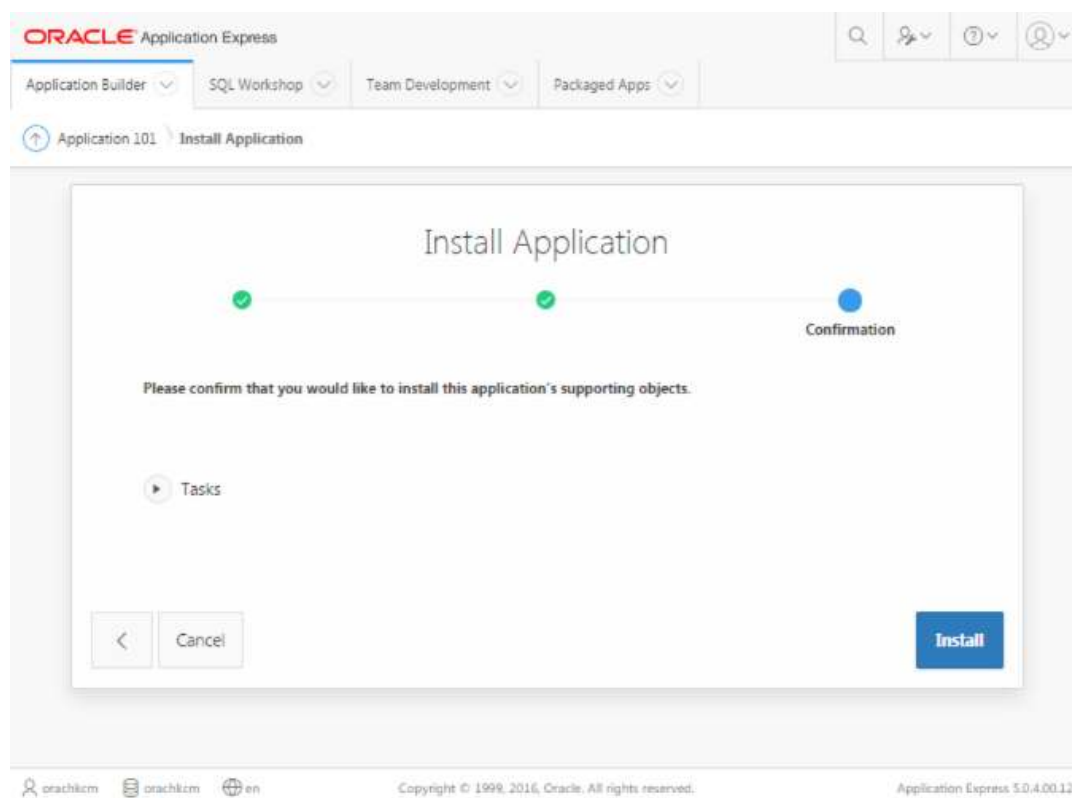 ORACLE Application Express
Application Builder SQL Workshop Team Development Packaged Apps
Application 101 Install Application
Install Application
Confirmation
Please confirm that you would like to install this application's supporting objects.
Tasks
Cancel Install
orachkcm orachkcm en Copyright © 1999, 2016, Oracle. All rights reserved. Application Express 5.0.4.00.12